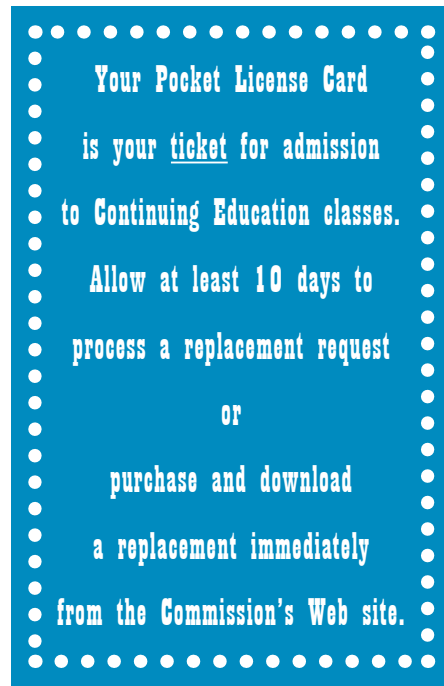 Your Pocket License Card
is your ticket for admission
to Continuing Education classes.
Allow at least 10 days to
process a replacement request
or
purchase and download
a replacement immediately
from the Commission’s Web site.